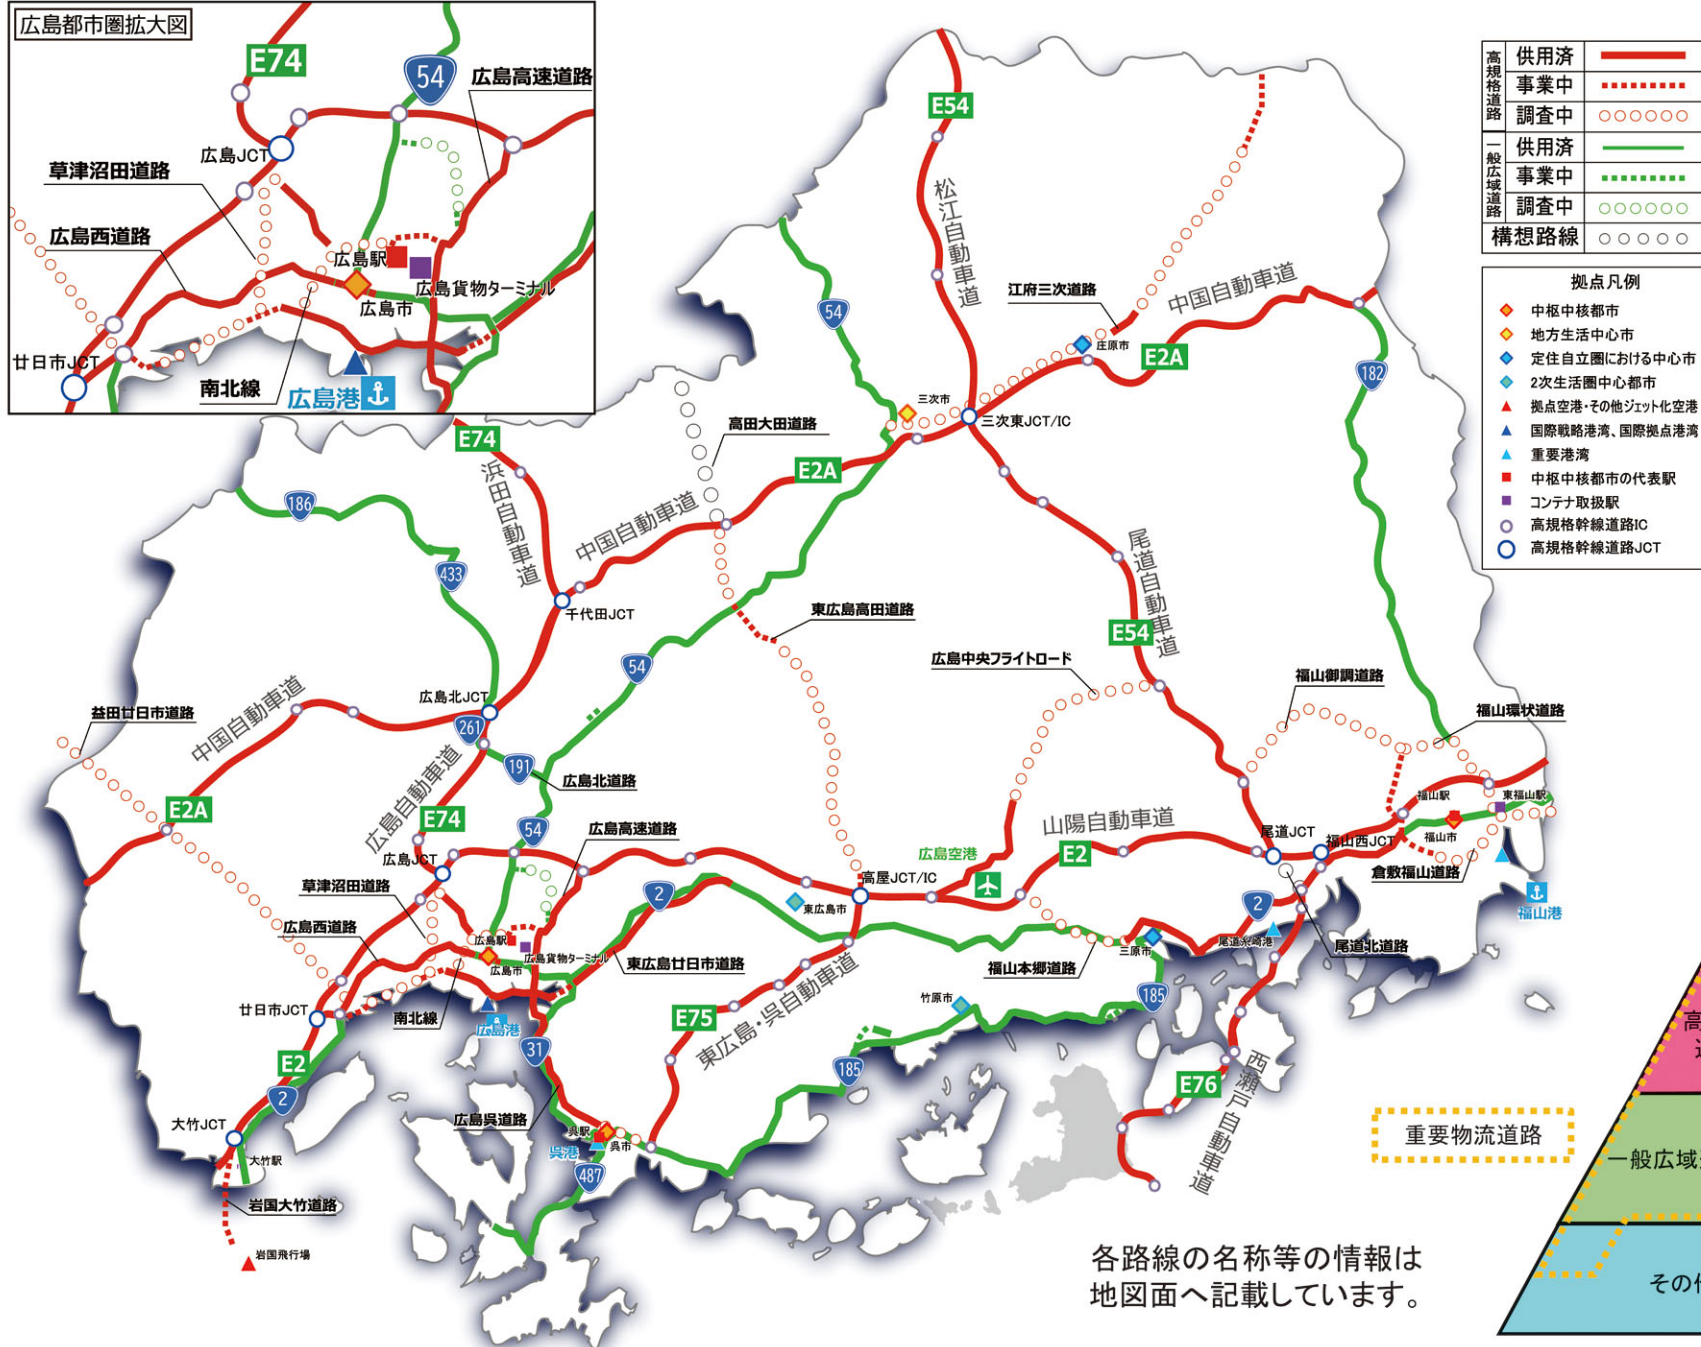 広島都市圏拡大図
E74
54
広島高速道路
広島JCT
草津沼田道路
広島西道路
広島駅
広島貨物ターミナル
広島市
廿日市JCT
南北線
広島港
高規格道路
供用済
事業中
調査中
一般広域道路
供用済
事業中
調査中
構想路線
拠点凡例
中枢中核都市
地方生活中心市
定住自立圏における中心市
2次生活圏中心都市
拠点空港・その他ジェット化空港
国際戦略港湾、国際拠点港湾
重要港湾
中枢中核都市の代表駅
コンテナ取扱駅
高規格幹線道路IC
高規格幹線道路JCT
E54
松江自動車道
江府三次道路
中国自動車道
54
庄原市
E2A
182
三次市
三次東JCT/IC
高田大田道路
E74
E2A
浜田自動車道
186
中国自動車道
433
尾道自動車道
千代田JCT
東広島高田道路
E54
54
広島中央フライトロード
福山御調道路
広島北JCT
中国自動車道
益田廿日市道路
福山環状道路
261
191
広島北道路
広島自動車道
E2A
E74
54
広島高速道路
山陽自動車道
福山駅
東福山駅
尾道JCT
福山西JCT
福山市
広島JCT
広島空港
E2
高屋JCT/IC
倉敷福山道路
草津沼田道路
2
東広島市
2
福山港
広島西道路
広島駅
広島貨物ターミナル
広島市
東広島廿日市道路
三原市
尾道糸崎港
尾道北道路
福山本郷道路
廿日市JCT
南北線
広島港
E75
東広島・呉自動車道
竹原市
185
31
E2
2
185
E76
西瀬戸自動車道
大竹JCT
広島呉道路
呉駅
呉市
呉港
大竹駅
487
岩国大竹道路
岩国飛行場
重要物流道路
高
道
一般広域
その他
各路線の名称等の情報は
地図面へ記載しています。